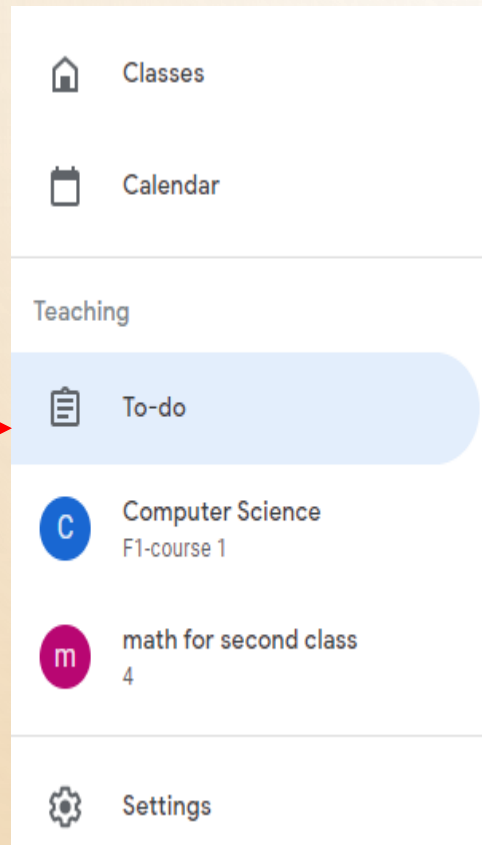 Classes
Calendar
Teaching
To-do
C
Computer Science
F1-course 1
m
math for second class
4
Settings